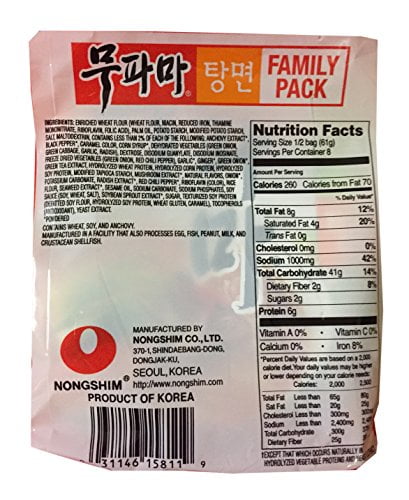 무파마® 탕면 FAMILY PACK
INGREDIENTS: ENRICHED WHEAT FLOUR (FLOUR, NIACIN, REDUCED IRON, THIAMINE
MONONITRATE, RIBOFLAVIN, FOLIC ACID), PALM OIL, POTATO STARCH, MODIFIED POTATO STARCH,
SALT, MALTODEXTRIN, CONTAINS LESS THAN 2% OF EACH OF THE FOLLOWING: ANCHOVY EXTRACT*,
BLACK PEPPER*, CARAMEL COLOR, CORN SYRUP*, DEHYDRATED VEGETABLES (GREEN ONION,
GREEN CABBAGE, GARLIC, RADISH), DEXTROSE, DISODIUM GUANYLATE, DISODIUM INOSINATE,
FREEZE DRIED VEGETABLES (GREEN ONION, RED CHILI PEPPER), GARLIC*, GINGER*, GREEN ONION*,
GREEN TEA EXTRACT, HYDROLYZED WHEAT PROTEIN, HYDROLYZED CORN PROTEIN, HYDROLYZED
SOY PROTEIN, MODIFIED TAPIOCA STARCH, MUSHROOM EXTRACT*, NATURAL FLAVORS, ONION*,
POTASSIUM CARBONATE, RADISH EXTRACT*, RED CHILI PEPPER*, RIBOFLAVIN (COLOR), RICE
FLOUR, SEAWEED EXTRACT*, SESAME OIL, SODIUM CARBONATE, SODIUM PHOSPHATES, SOY
SAUCE (SOY, WHEAT, SALT), SOYBEAN SPROUT EXTRACT*, SUGAR, TEXTURIZED SOY PROTEIN
(DEFATTED SOY FLOUR, HYDROLYZED SOY PROTEIN, WHEAT GLUTEN, CARAMEL), TOCOPHEROLS
(ANTIOXIDANT), YEAST EXTRACT.
*POWDERED
CONTAINS WHEAT, SOY, AND ANCHOVY.
MANUFACTURED IN A FACILITY THAT ALSO PROCESSES EGG, FISH, PEANUT, MILK, AND
CRUSTACEAN SHELLFISH.
Nutrition Facts
Serving Size 1/2 bag (61g)
Servings Per Container 8
Amount Per Serving
Calories 260 Calories from Fat 70
% Daily Value*
Total Fat 8g 12%
Saturated Fat 4g 20%
Trans Fat 0g
Cholesterol 0mg 0%
Sodium 1000mg 42%
Total Carbohydrate 41g 14%
Dietary Fiber 2g 8%
Sugars 2g
Protein 6g
Vitamin A 0% • Vitamin C 0%
Calcium 0% • Iron 8%
*Percent Daily Values are based on a 2,000
calorie diet. Your daily values may be higher
or lower depending on your calorie needs:
Calories: 2,000 2,500
Total Fat Less than 65g 80g
Sat Fat Less than 20g 25g
Cholesterol Less than 300mg 300mg
Sodium Less than 2,400mg
Total Carbohydrate 300g
Dietary Fiber 25g
†EXCEPT THAT WHICH OCCURS NATURALLY IN
HYDROLYZED VEGETABLE PROTEINS AND
MANUFACTURED BY
NONGSHIM CO., LTD.
370-1, SHINDAEBANG-DONG,
DONGJAK-KU,
SEOUL, KOREA
http://www.nongshim.com
NONGSHIM®
PRODUCT OF KOREA
31146 15811 9